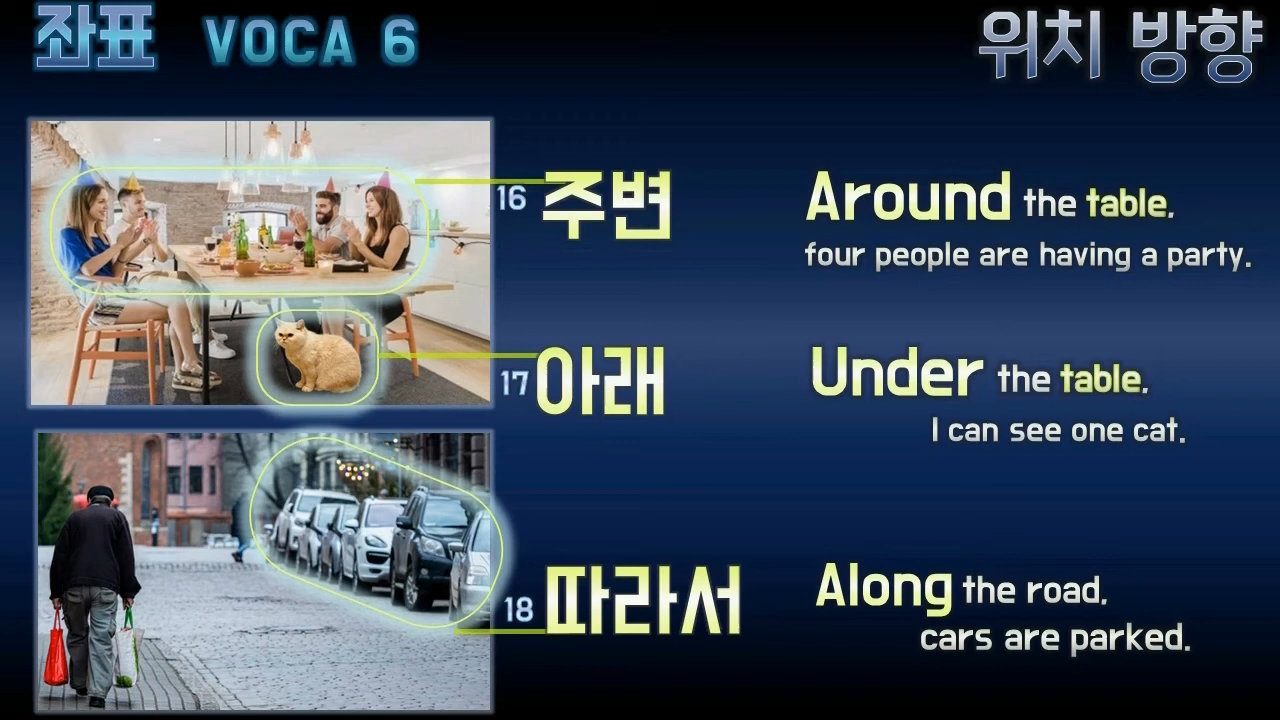 좌표 VOCA 6
위치 방향
16 주변
Around the table,
four people are having a party.
17 아래
Under the table,
I can see one cat.
18 따라서
Along the road,
cars are parked.